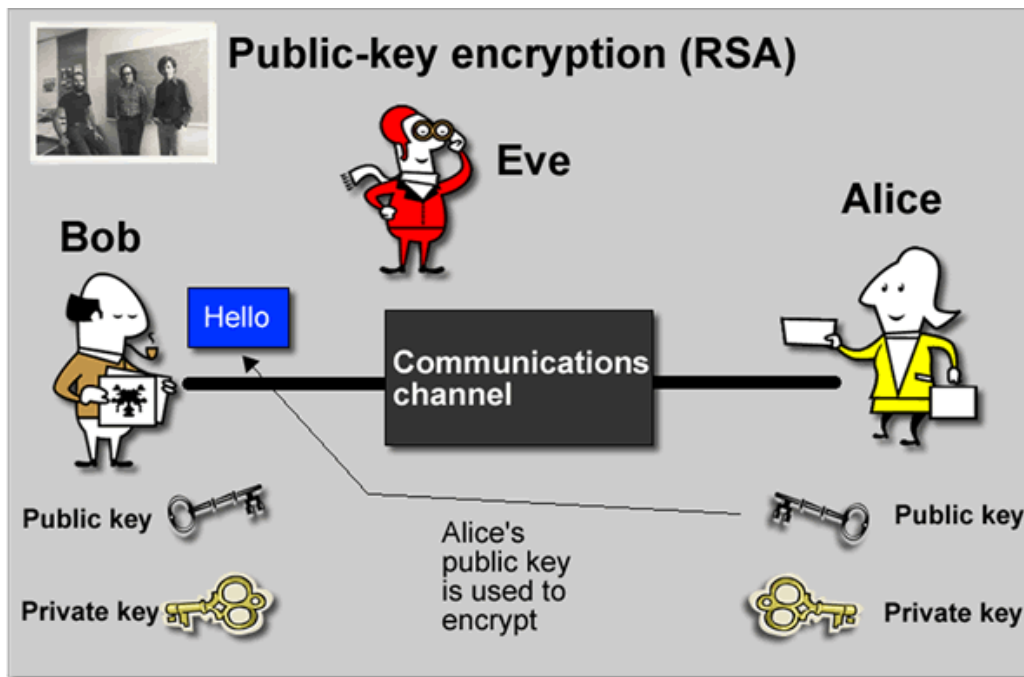 Public-key encryption (RSA)
Eve
Alice
Bob
Hello
Communications
channel
Public key
Public key
Alice's
public key
is used to
encrypt
Private key
Private key